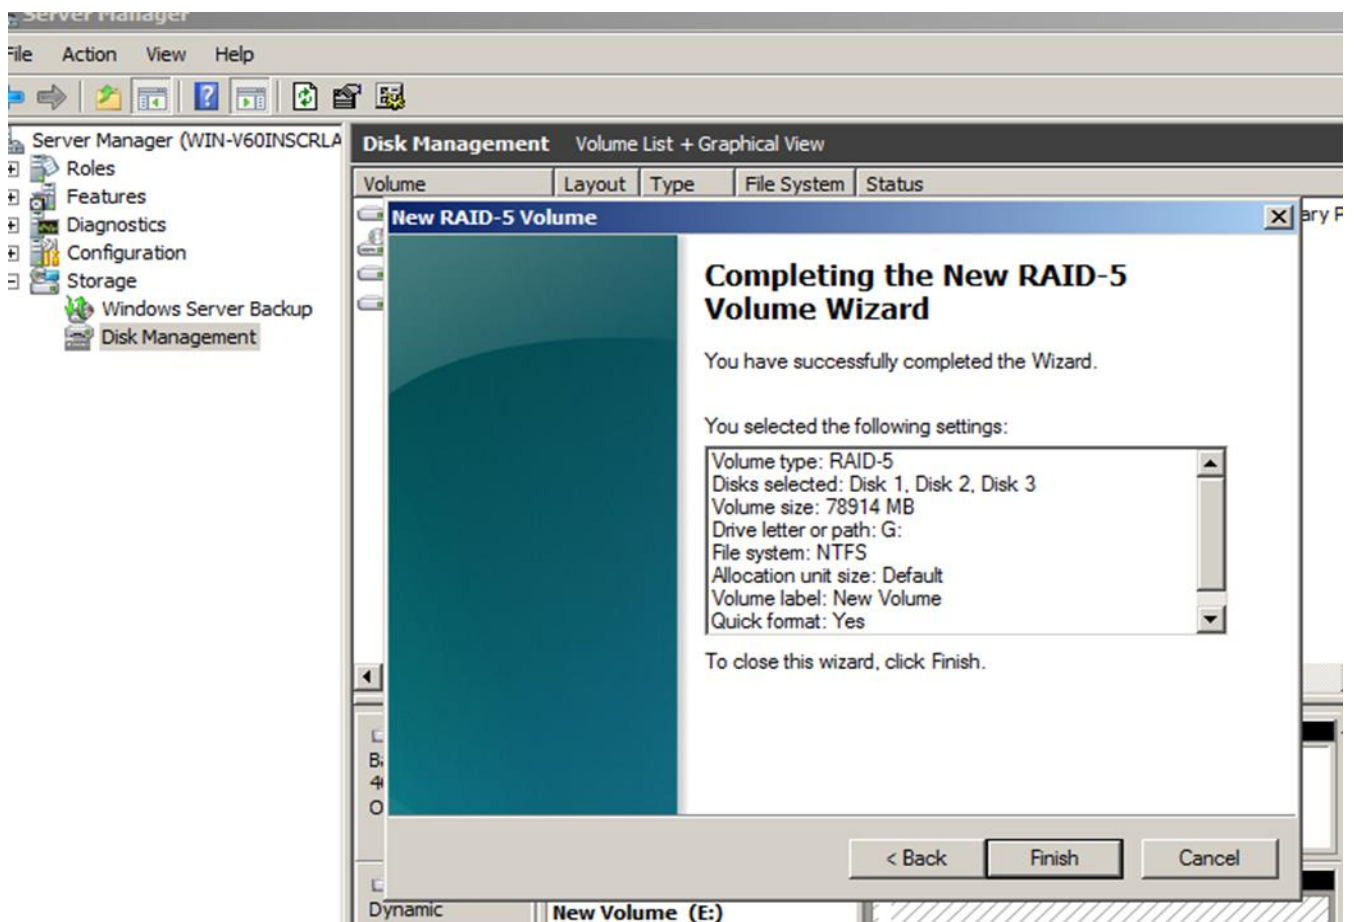 Server Manager
File Action View Help
Server Manager (WIN-V60INSCRLA
Roles
Features
Diagnostics
Configuration
Storage
Windows Server Backup
Disk Management
Disk Management Volume List + Graphical View
Volume Layout Type File System Status
ary P
New RAID-5 Volume
Completing the New RAID-5
Volume Wizard
You have successfully completed the Wizard.
You selected the following settings:
Volume type: RAID-5
Disks selected: Disk 1, Disk 2, Disk 3
Volume size: 78914 MB
Drive letter or path: G:
File system: NTFS
Allocation unit size: Default
Volume label: New Volume
Quick format: Yes
To close this wizard, click Finish.
< Back Finish Cancel
Dynamic
New Volume (E:)